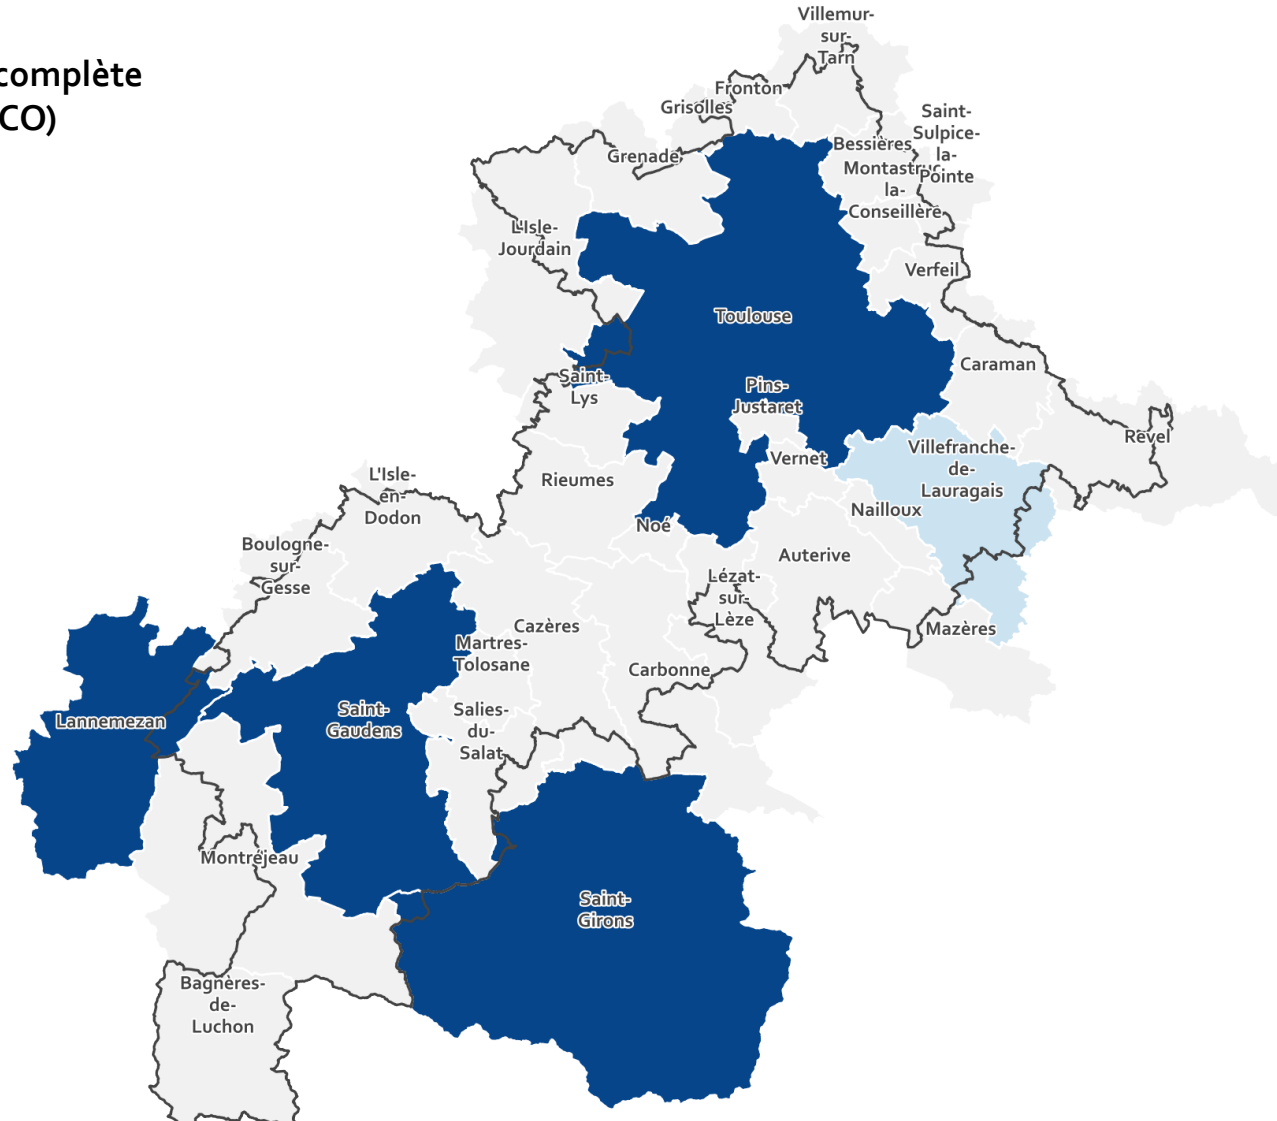 complète
CO)
Villemur-
sur-
Tarn
Fronton
Grisolles
Saint-
Sulpice-
la-
Pointe
Bessières
Grenade
Montastruc-
la-
Conseillère
L'Isle-
Jourdain
Verfeil
Toulouse
Caraman
Saint-
Lys
Pins-
Justaret
Revel
Villefranche-
de-
Lauragais
Vernet
L'Isle-
en-
Dodon
Rieumes
Nailloux
Noé
Boulogne-
sur-
Gesse
Auterive
Lézat-
sur-
Lèze
Cazères
Mazères
Martres-
Tolosane
Carbonne
Lannemezan
Saint-
Gaudens
Salies-
du-
Salat
Montréjeau
Saint-
Girons
Bagnères-
de-
Luchon